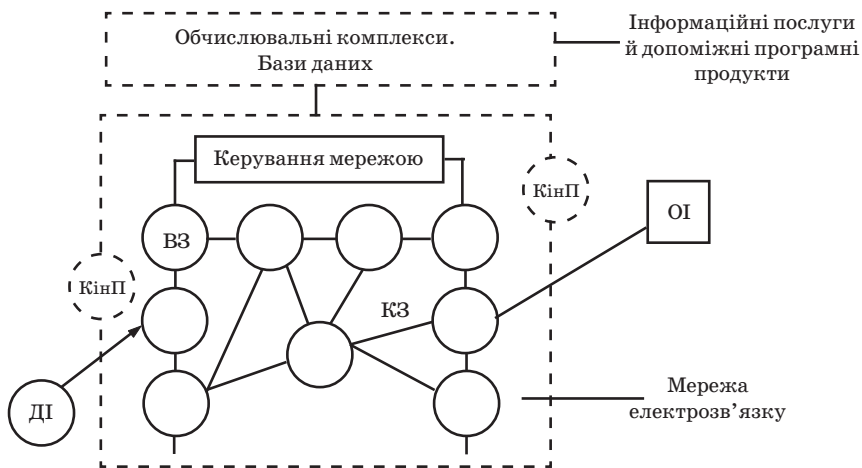 Обчислювальні комплекси.
Бази даних
Інформаційні послуги
й допоміжні програмні
продукти
Керування мережою
КінП
ОІ
ВЗ
КінП
КЗ
ДІ
Мережа
електрозв’язку